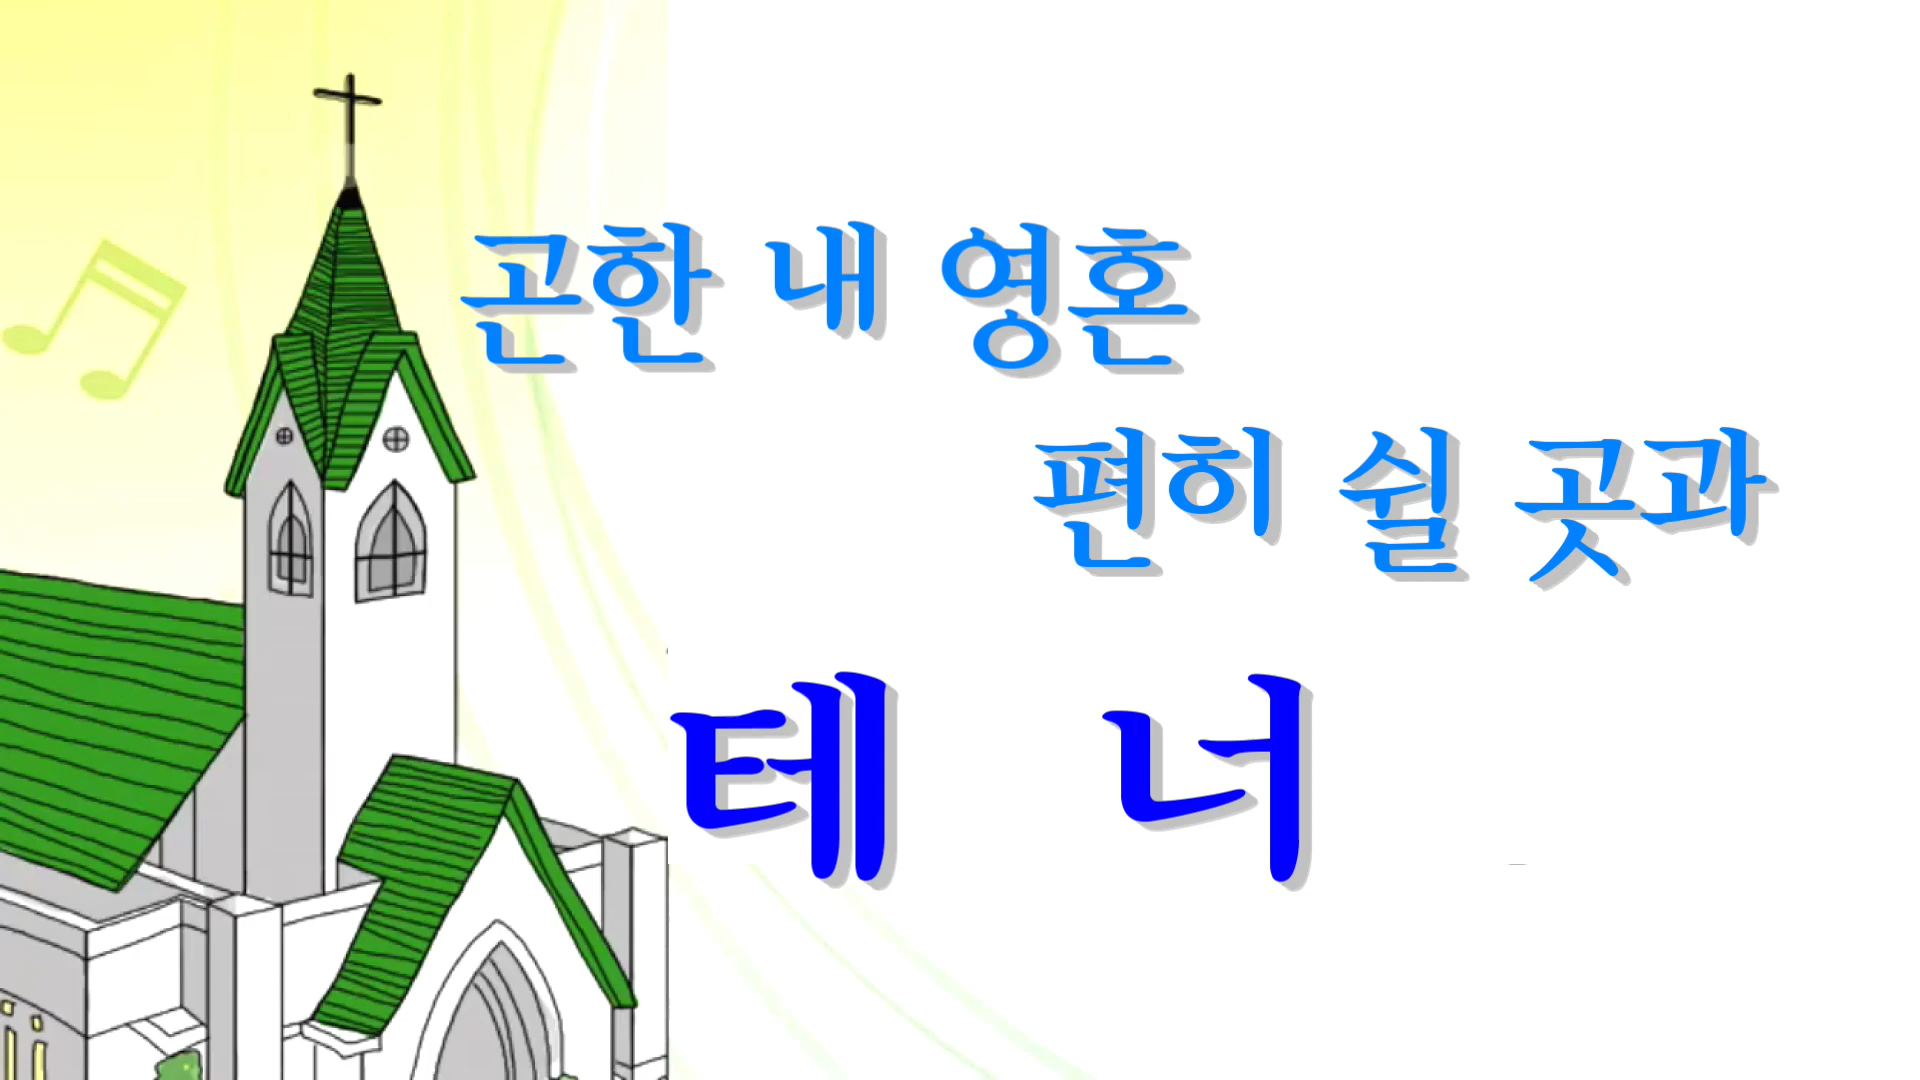 곤한 내 영혼
편히 쉴 곳과
테 너